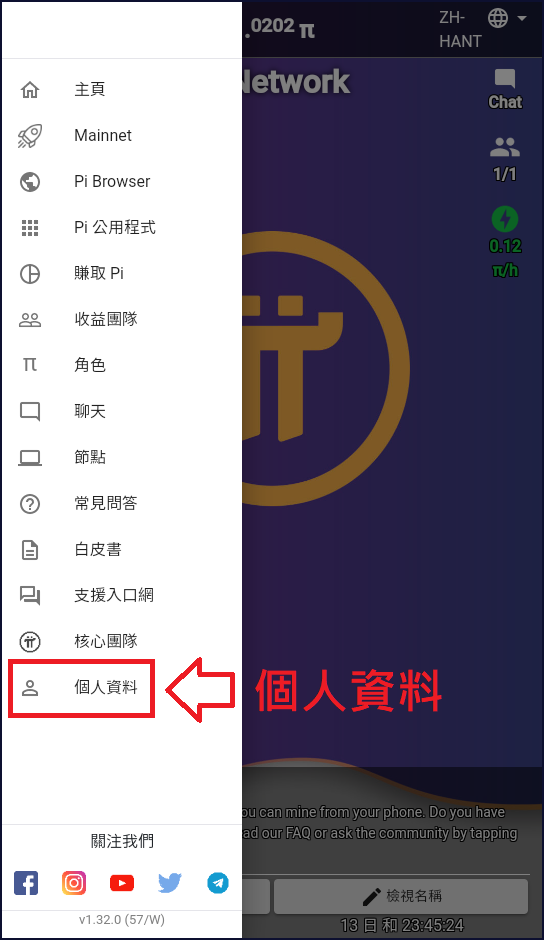 .0202 π
ZH-
HANT
Network
Chat
1/1
0.12
π/h
主頁
Mainnet
Pi Browser
Pi 公用程式
賺取 Pi
收益團隊
角色
聊天
節點
常見問答
白皮書
支援入口網
核心團隊
個人資料
個人資料
you can mine from your phone. Do you have
read our FAQ or ask the community by tapping
關注我們
檢視名稱
v1.32.0 (57/W)
13 日 和 23:45:24